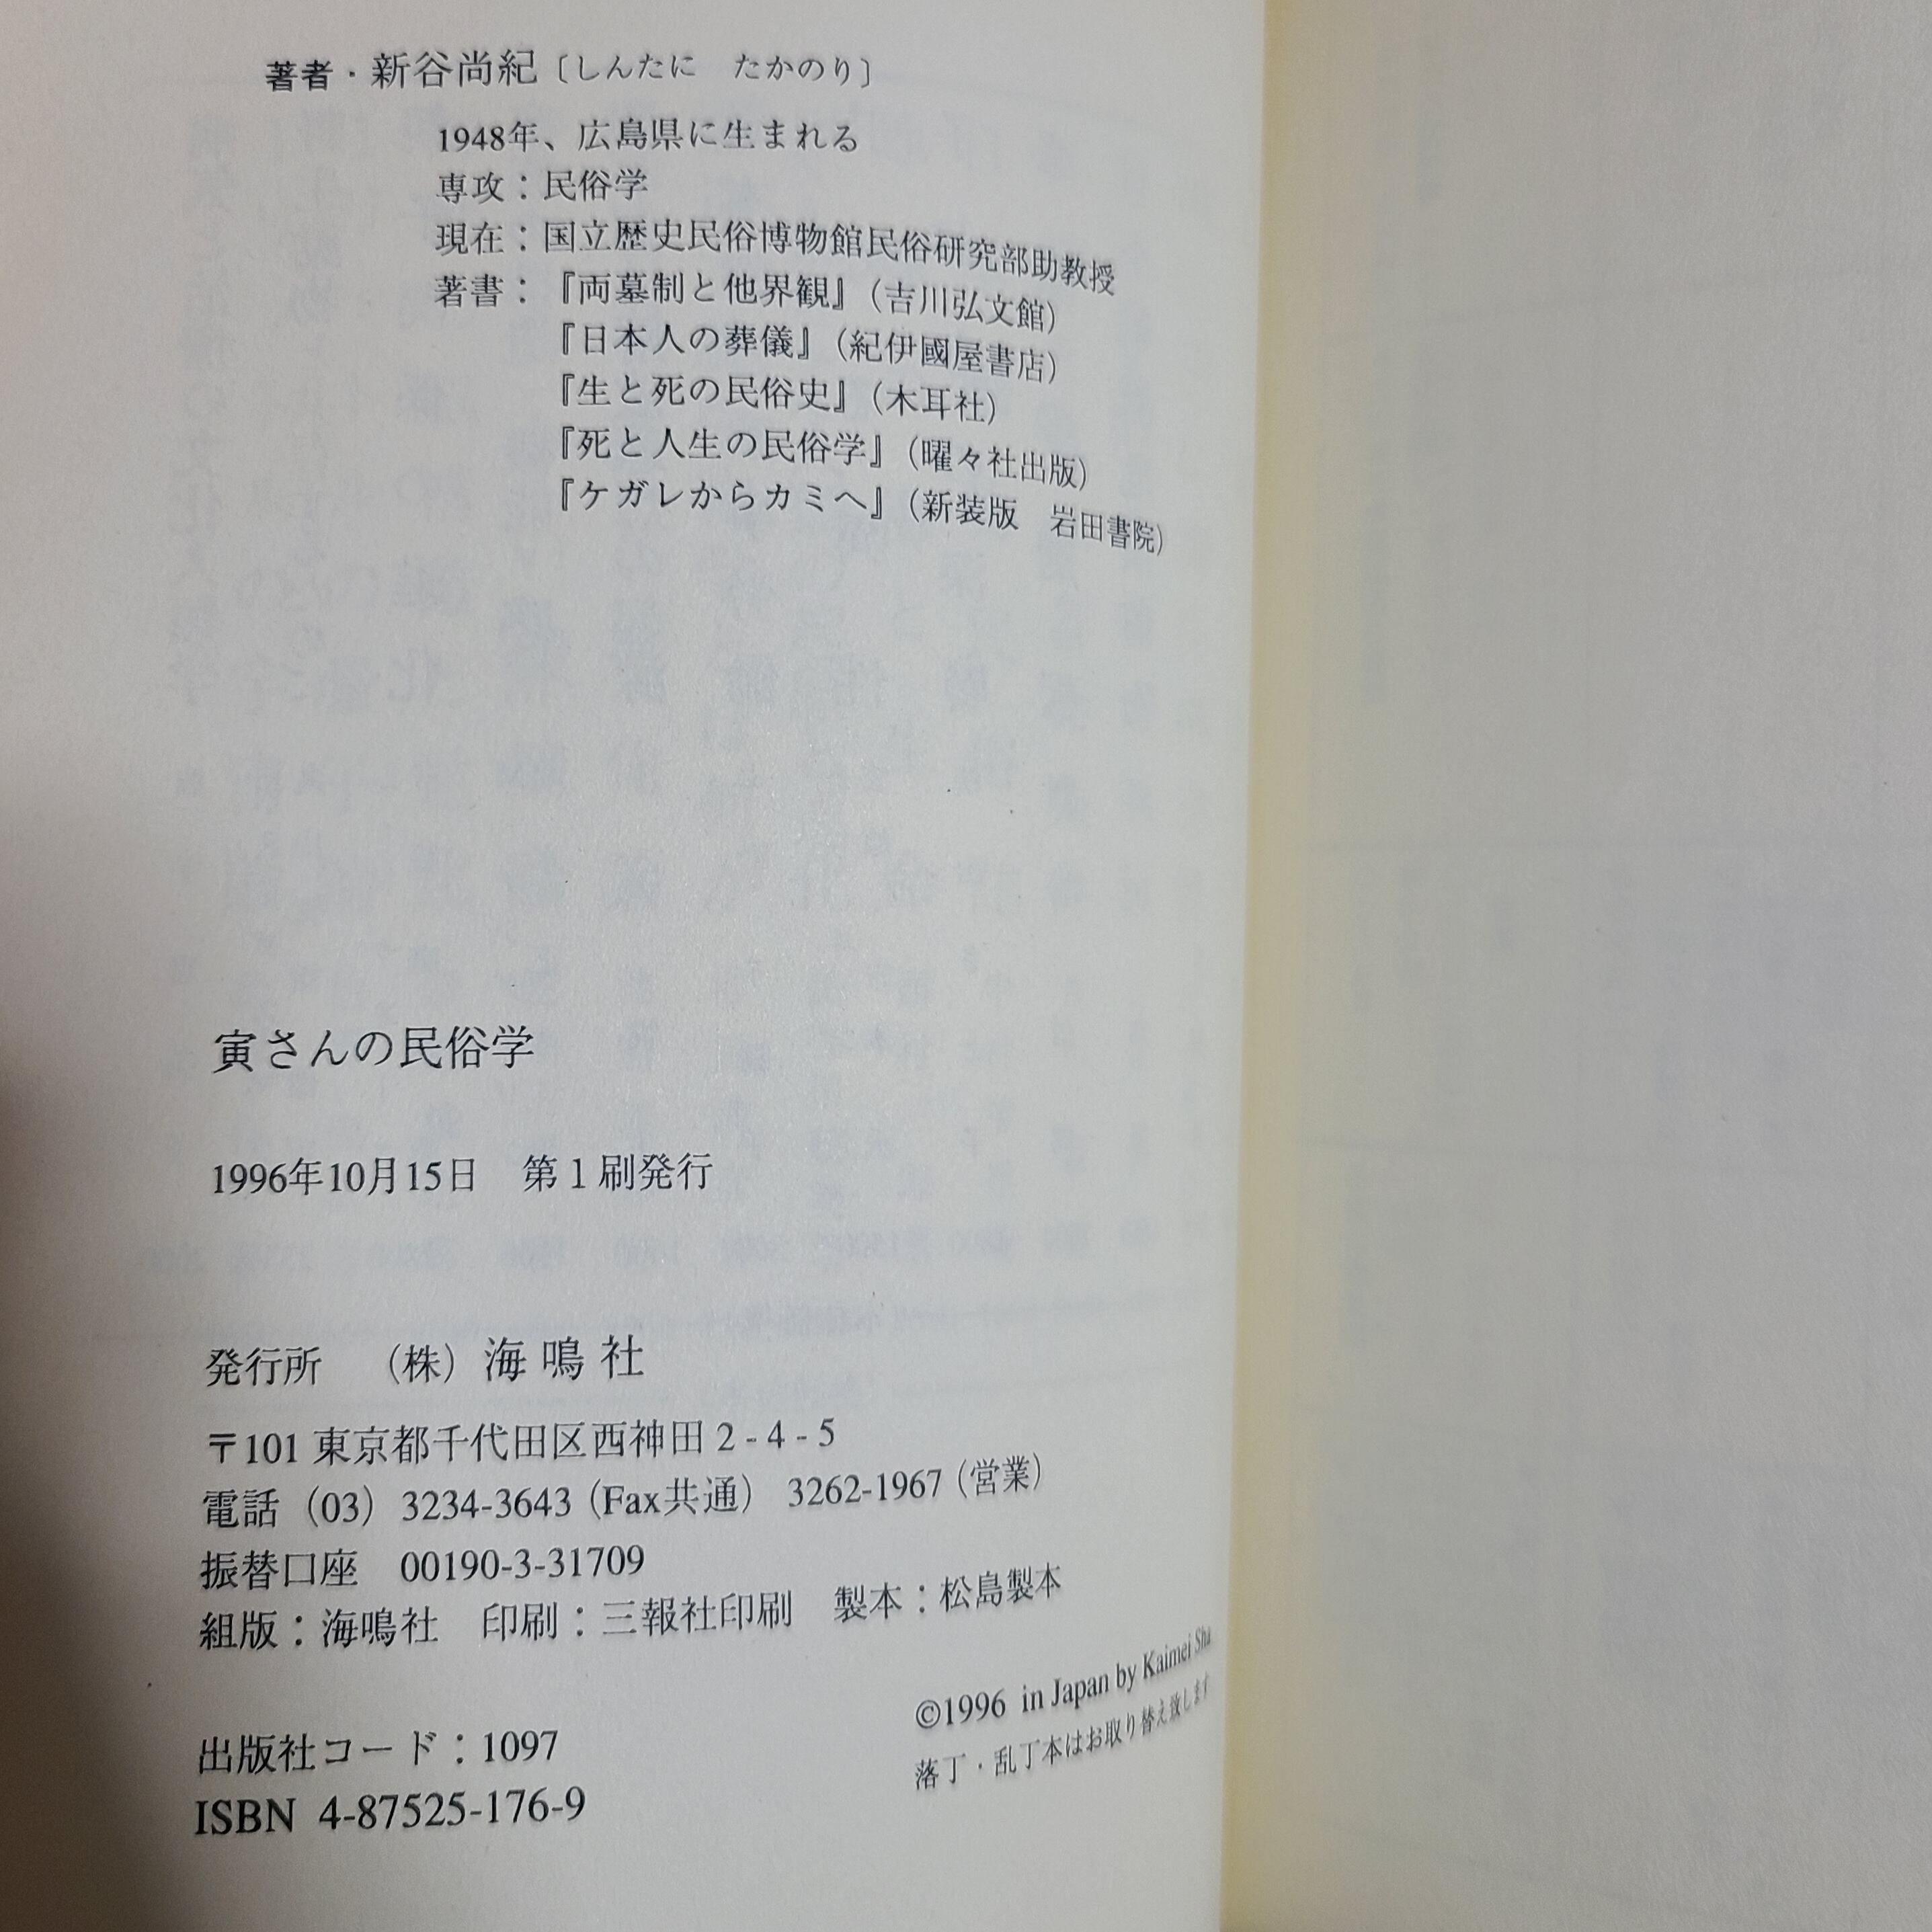 著者・新谷尚紀〔しんたに　たかのり〕
1948年、広島県に生まれる
専攻：民俗学
現在：国立歴史民俗博物館民俗研究部助教授
著書：『両墓制と他界観』（吉川弘文館）
『日本人の葬儀』（紀伊國屋書店）
『生と死の民俗史』（木耳社）
『死と人生の民俗学』（曜々社出版）
『ケガレからカミへ』（新装版　岩田書院）
寅さんの民俗学
1996年10月15日　第１刷発行
発行所　（株）海鳴社
〒101 東京都千代田区西神田 2 - 4 - 5
電話（03）3234-3643（Fax共通）　3262-1967（営業）
振替口座　00190-3-31709
組版：海鳴社　印刷：三報社印刷　製本：松島製本
©1996 in Japan by Kaimei Sha
落丁・乱丁本はお取り替え致します
出版社コード：1097
ISBN 4-87525-176-9